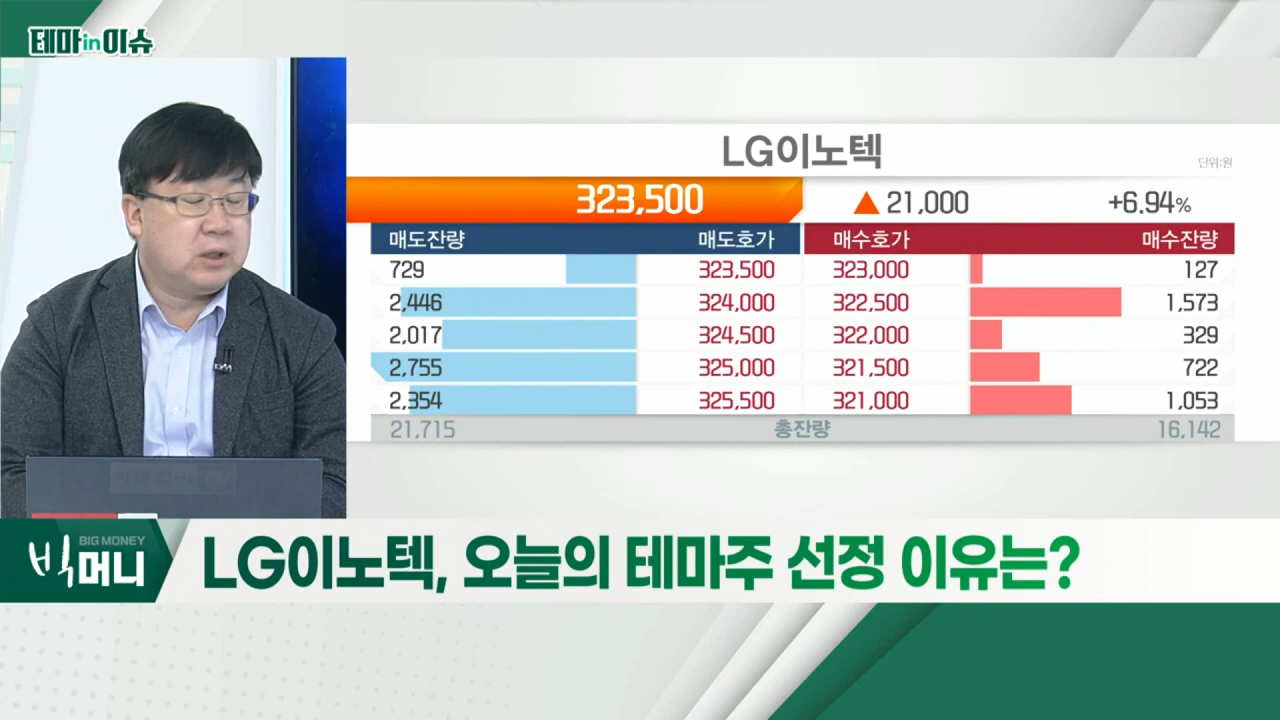 테마in이슈
LG이노텍
단위:원
323,500 ▲ 21,000 +6.94%
매도잔량 매도호가 매수호가 매수잔량
729 323,500 323,000 127
2,446 324,000 322,500 1,573
2,017 324,500 322,000 329
2,755 325,000 321,500 722
2,354 325,500 321,000 1,053
21,715 총잔량 16,142
BIG MONEY
빅머니
LG이노텍, 오늘의 테마주 선정 이유는?